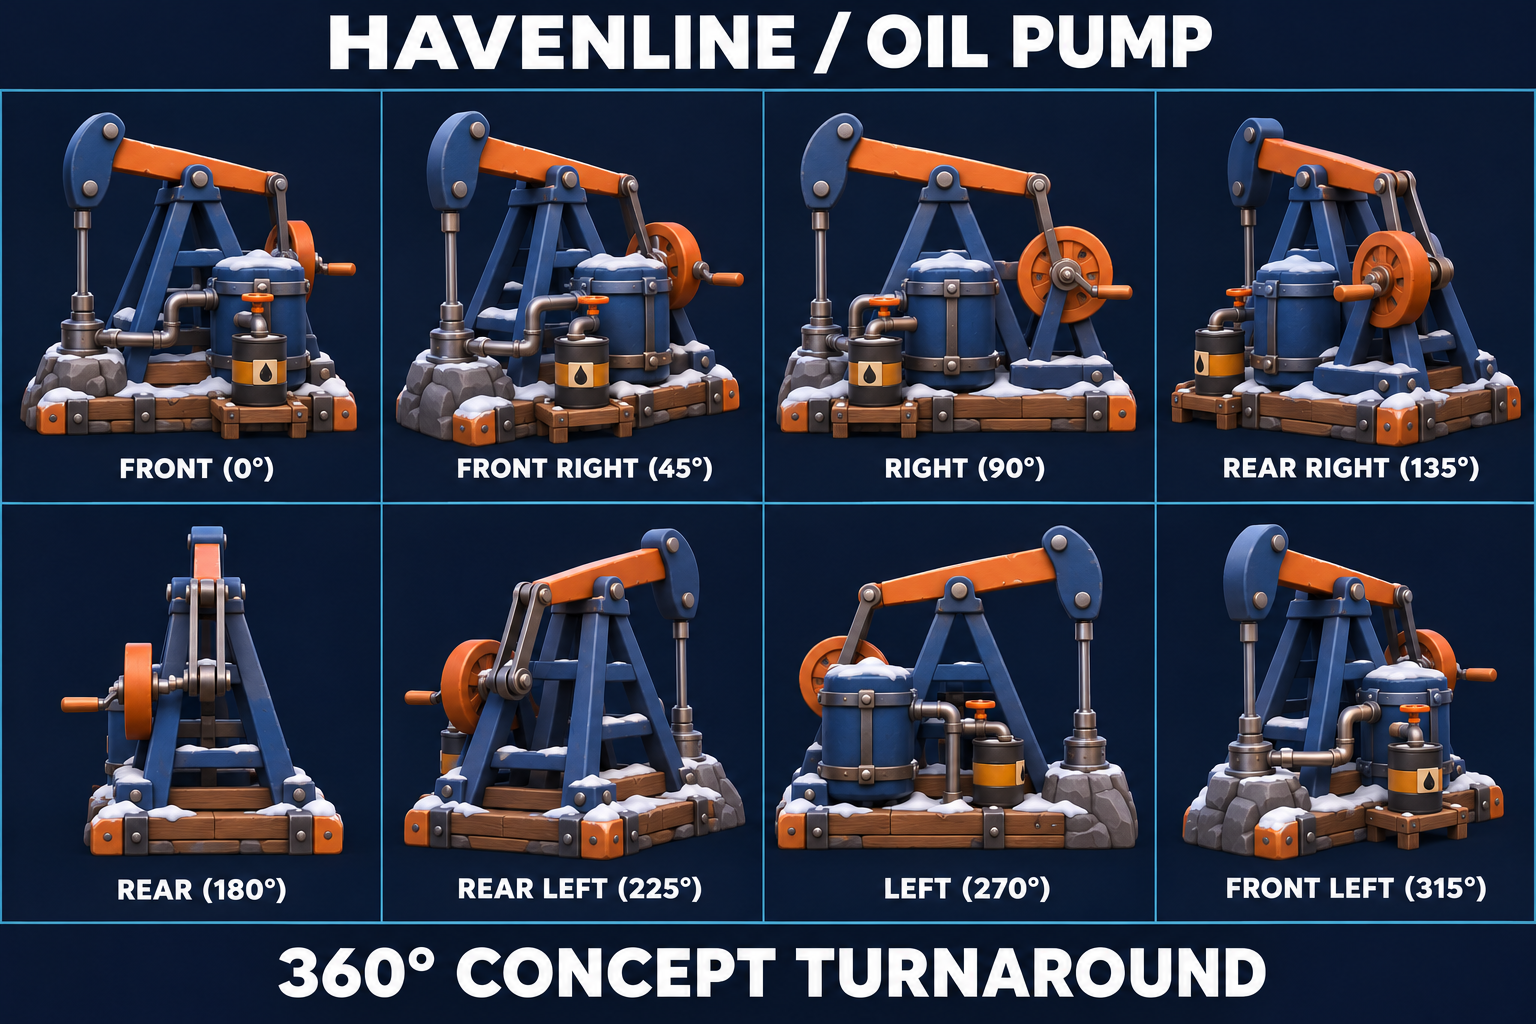 HAVENLINE / OIL PUMP
FRONT (0°)
FRONT RIGHT (45°)
RIGHT (90°)
REAR RIGHT (135°)
REAR (180°)
REAR LEFT (225°)
LEFT (270°)
FRONT LEFT (315°)
360° CONCEPT TURNAROUND